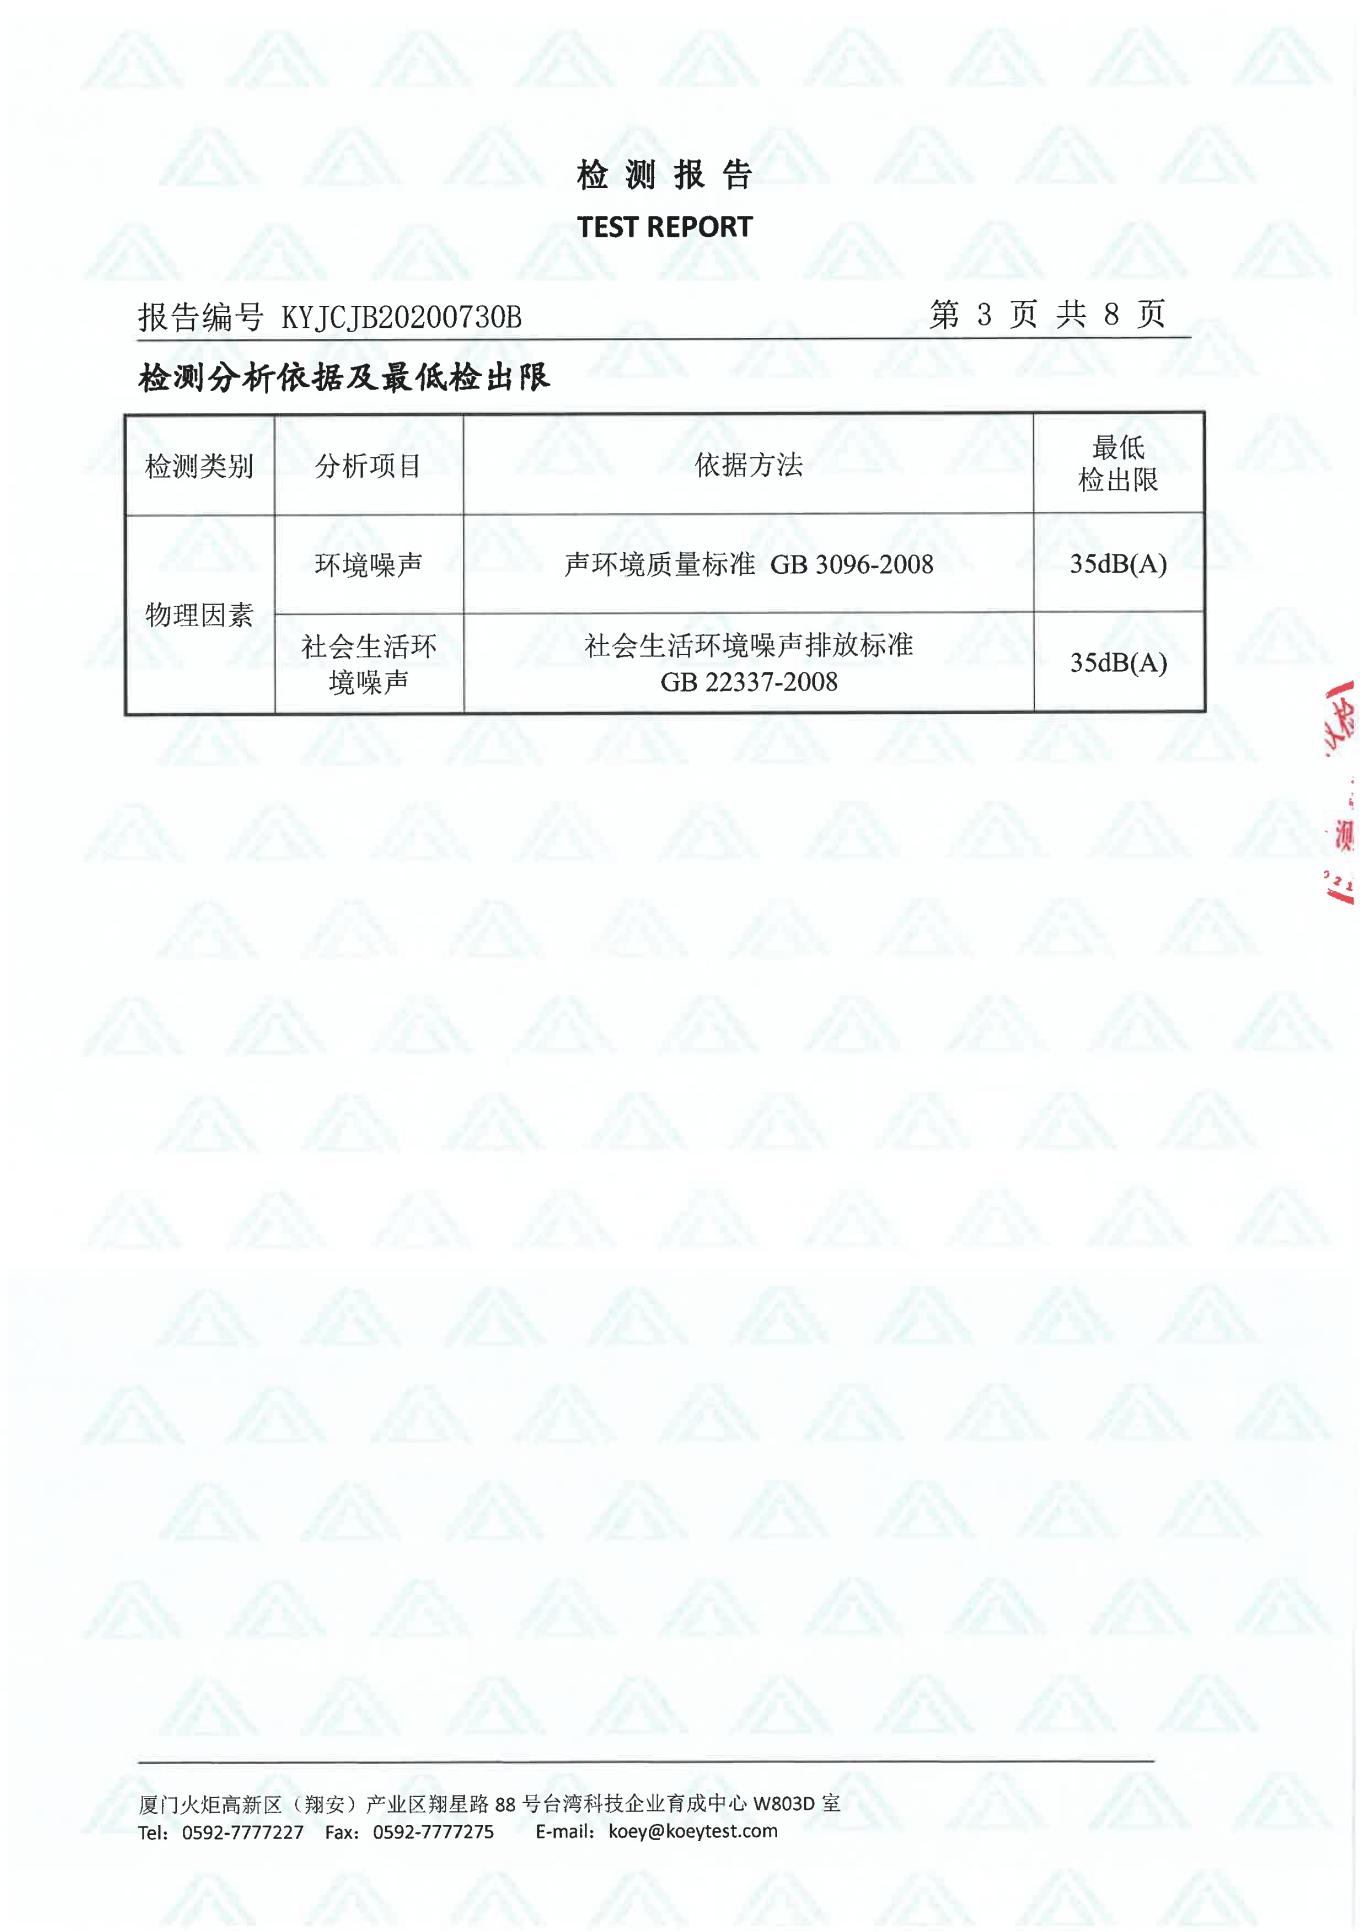 检测报告
TEST REPORT
报告编号 KYJCJB20200730B 第 3 页 共 8 页
检测分析依据及最低检出限
检测类别 分析项目 依据方法 最低
检出限
物理因素
环境噪声 声环境质量标准 GB 3096-2008 35dB(A)
社会生活环
境噪声
社会生活环境噪声排放标准
GB 22337-2008
35dB(A)
测
021
厦门火炬高新区（翔安）产业区翔星路 88 号台湾科技企业育成中心 W803D 室
Tel: 0592-7777227 Fax: 0592-7777275 E-mail: koey@koeytest.com